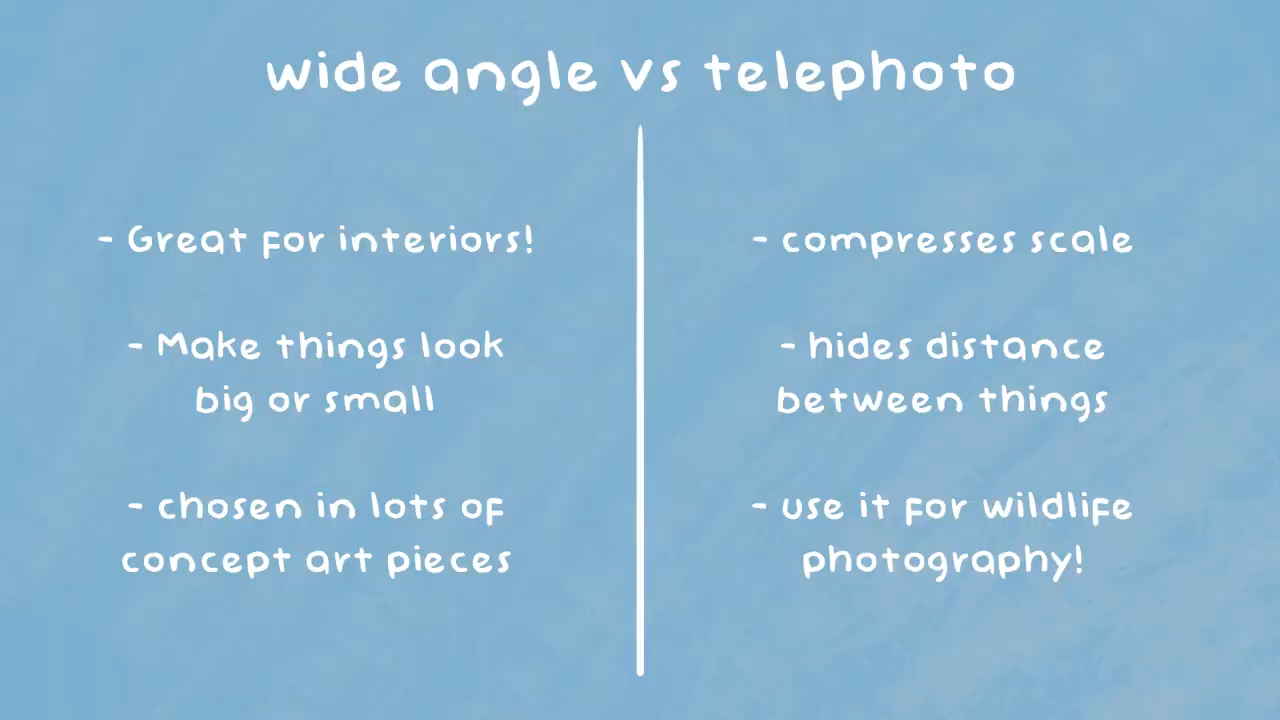 wide angle vs telephoto
- Great for interiors!
- Make things look
big or small
- chosen in lots of
concept art pieces
- compresses scale
- hides distance
between things
- use it for wildlife
photography!